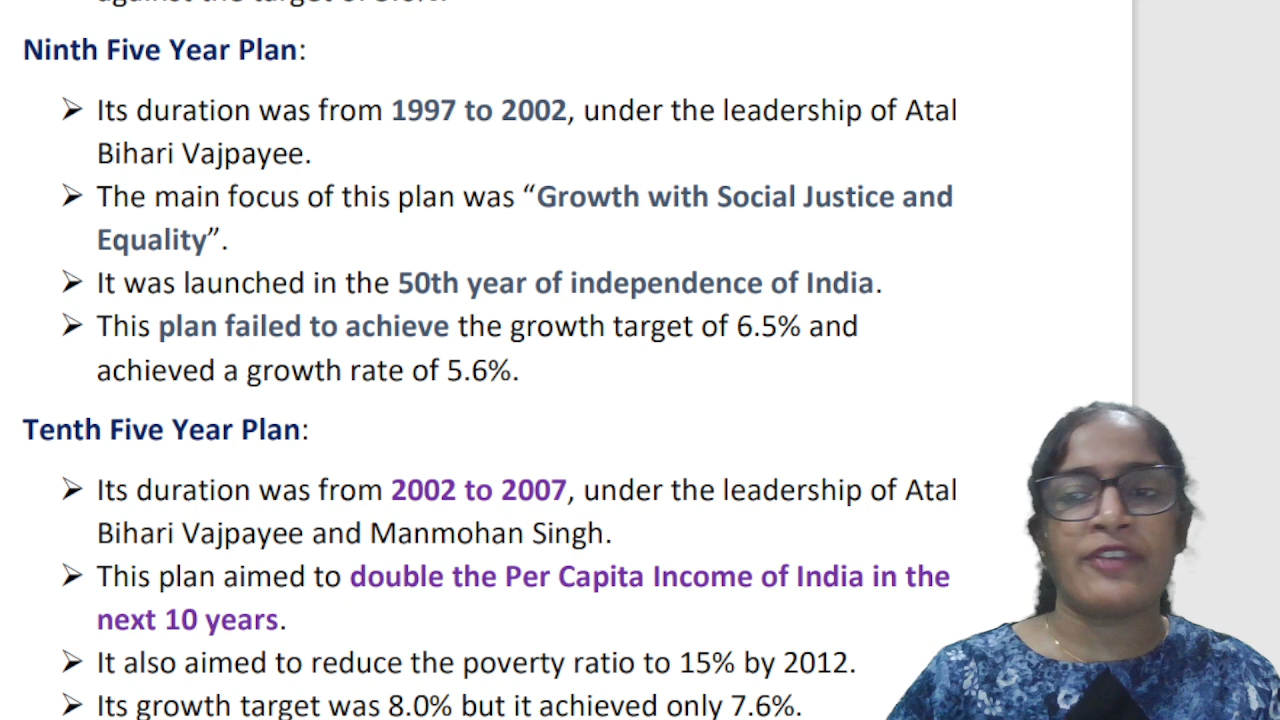 Ninth Five Year Plan:
➢ Its duration was from 1997 to 2002, under the leadership of Atal
Bihari Vajpayee.
➢ The main focus of this plan was “Growth with Social Justice and
Equality”.
➢ It was launched in the 50th year of independence of India.
➢ This plan failed to achieve the growth target of 6.5% and
achieved a growth rate of 5.6%.
Tenth Five Year Plan:
➢ Its duration was from 2002 to 2007, under the leadership of Atal
Bihari Vajpayee and Manmohan Singh.
➢ This plan aimed to double the Per Capita Income of India in the
next 10 years.
➢ It also aimed to reduce the poverty ratio to 15% by 2012.
➢ Its growth target was 8.0% but it achieved only 7.6%.